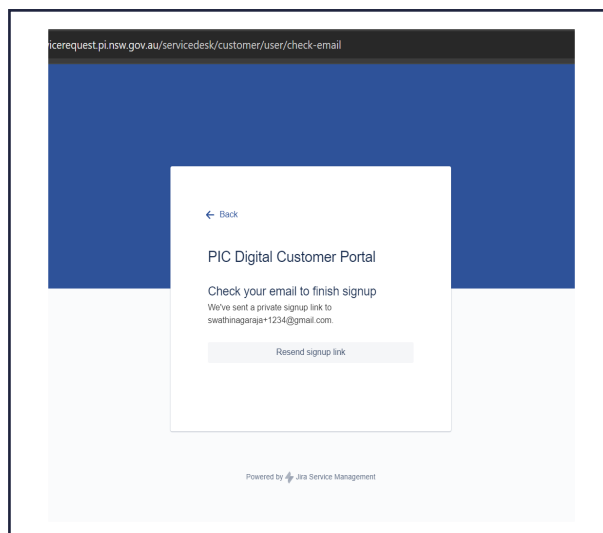 icerequest.pi.nsw.gov.au/servicedesk/customer/user/check-email
← Back
PIC Digital Customer Portal
Check your email to finish signup
We've sent a private signup link to
swathinagaraja+1234@gmail.com.
Resend signup link
Powered by Jira Service Management